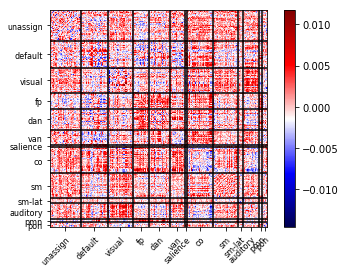 unassign
default
visual
fp
dan
van
salience
co
sm
sm-lat
auditory
pmn
pon
unassign
default
visual
fp
dan
van
salience
co
sm
sm-lat
auditory
pon
0.010
0.005
0.000
−0.005
−0.010